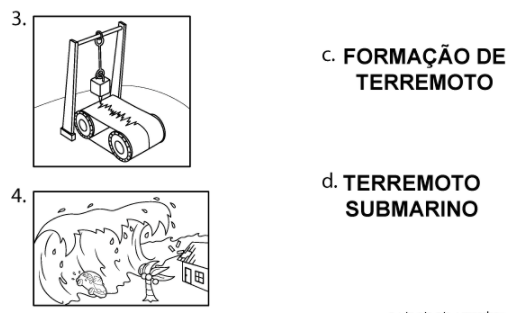 3.
c. FORMAÇÃO DE
TERREMOTO
d. TERREMOTO
SUBMARINO
4.